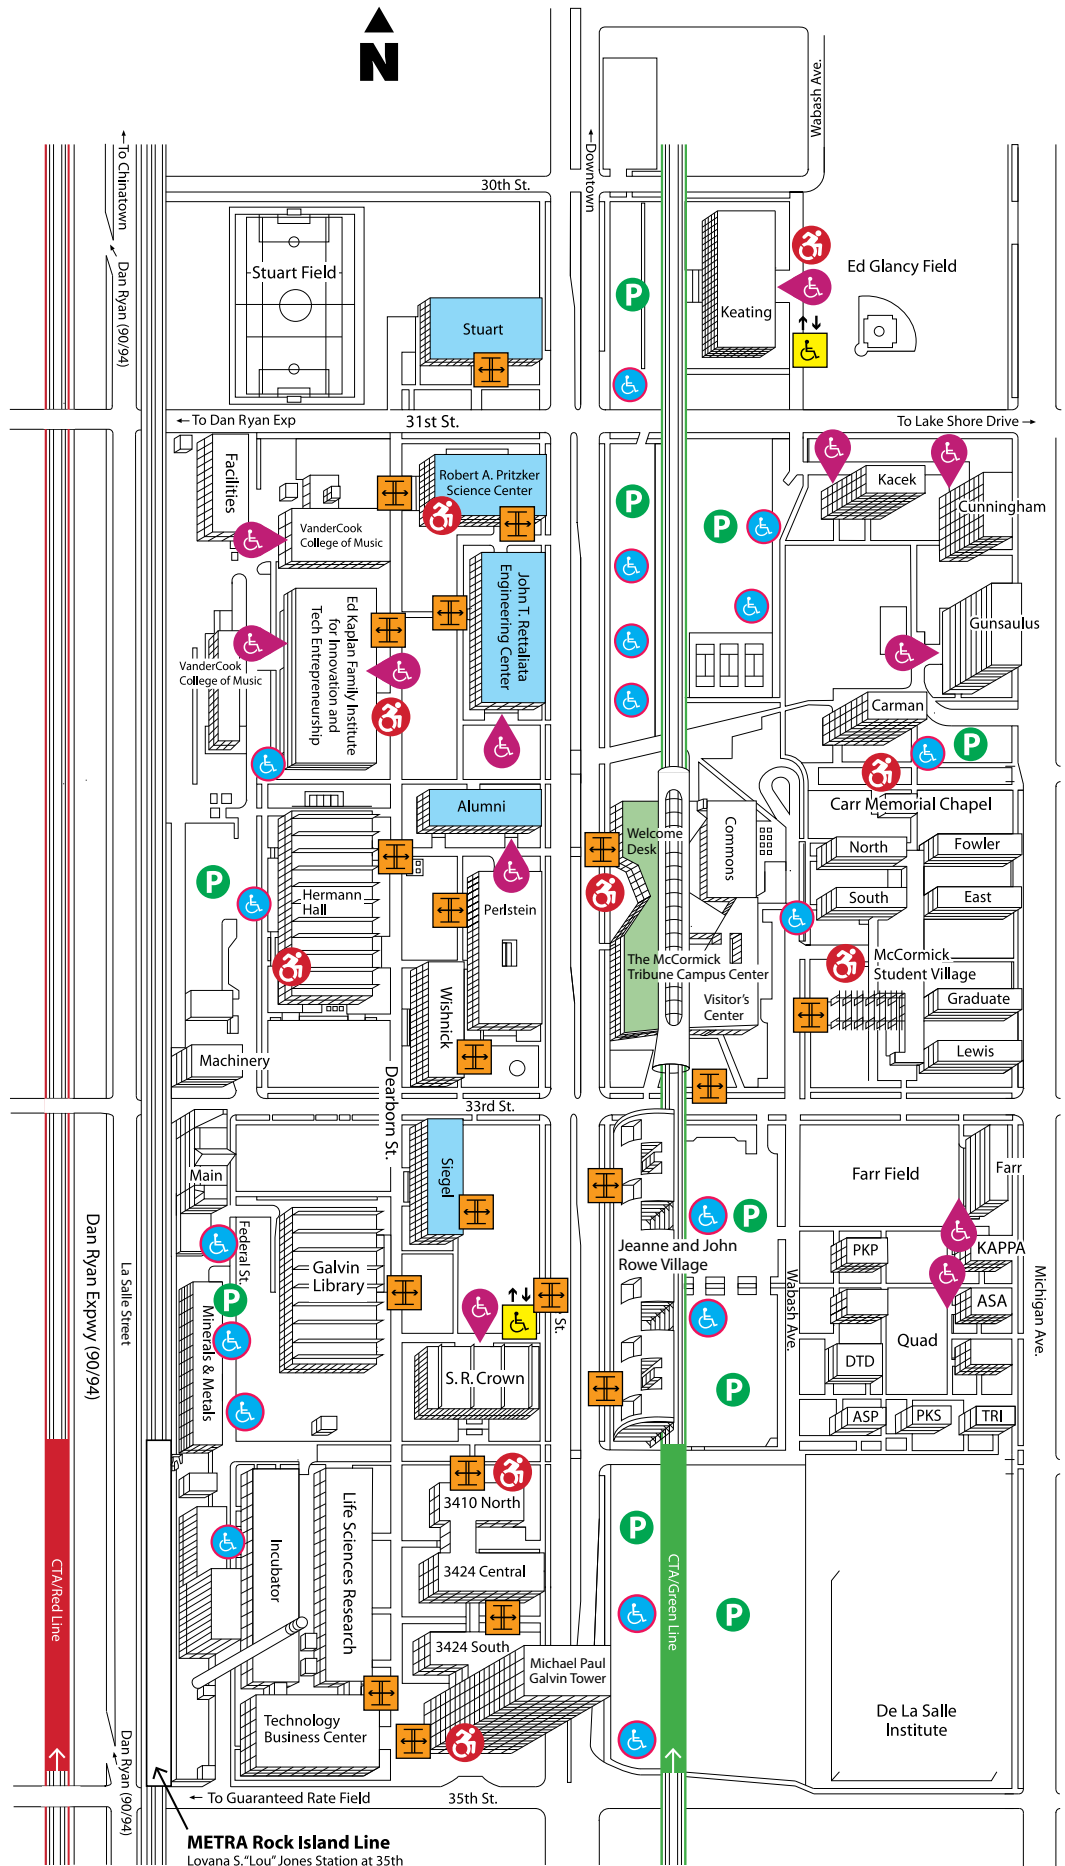 N
Wabash Ave.
←To Chinatown
←Downtown
30th St.
← Dan Ryan (90/94)
Stuart Field
Ed Glancy Field
P
Keating
Stuart
←To Dan Ryan Exp
31st St.
To Lake Shore Drive→
Facilities
Robert A. Pritzker
Science Center
Kacek
Cunningham
P
P
VanderCook
College of Music
John T. Rettaliata
Engineering Center
Ed Kaplan Family Institute
for Innovation and
Tech Entrepreneurship
Gunsaulus
VanderCook
College of Music
Carman
P
Alumni
Carr Memorial Chapel
Welcome
Desk
Commons
North
Fowler
P
Hermann
Hall
Perlstein
South
East
The McCormick
Tribune Campus Center
McCormick
Student Village
Wishnick
Visitor's
Center
Graduate
Machinery
Lewis
Dearborn St.
33rd St.
Main
Siegel
Farr Field
Farr
Dan Ryan Expwy (90/94)
P
Federal St.
Jeanne and John
Rowe Village
PKP
KAPPA
La Salle Street
Galvin
Library
Wabash Ave.
Michigan Ave.
P
Minerals & Metals
St.
ASA
Quad
S. R. Crown
DTD
P
ASP
PKS
TRI
3410 North
Life Sciences Research
P
Incubator
3424 Central
CTA/Red Line
CTA/Green Line
P
3424 South
Michael Paul
Galvin Tower
Technology
Business Center
De La Salle
Institute
← Dan Ryan (90/94)
← To Guaranteed Rate Field
35th St.
METRA Rock Island Line
Lovana S. "Lou" Jones Station at 35th